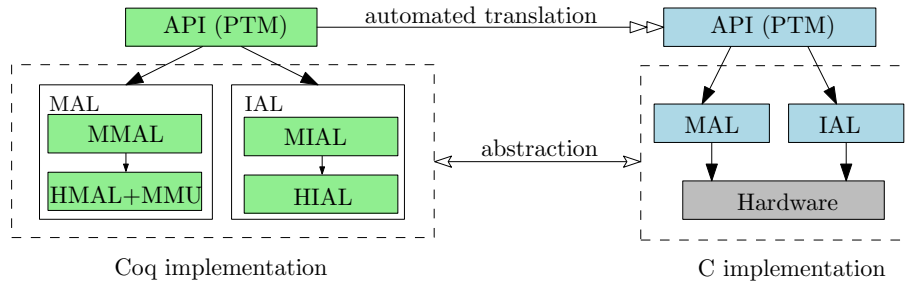 API (PTM)
automated translation
API (PTM)
MAL
IAL
MMAL
MIAL
MAL
IAL
abstraction
HMAL+MMU
HIAL
Hardware
Coq implementation
C implementation